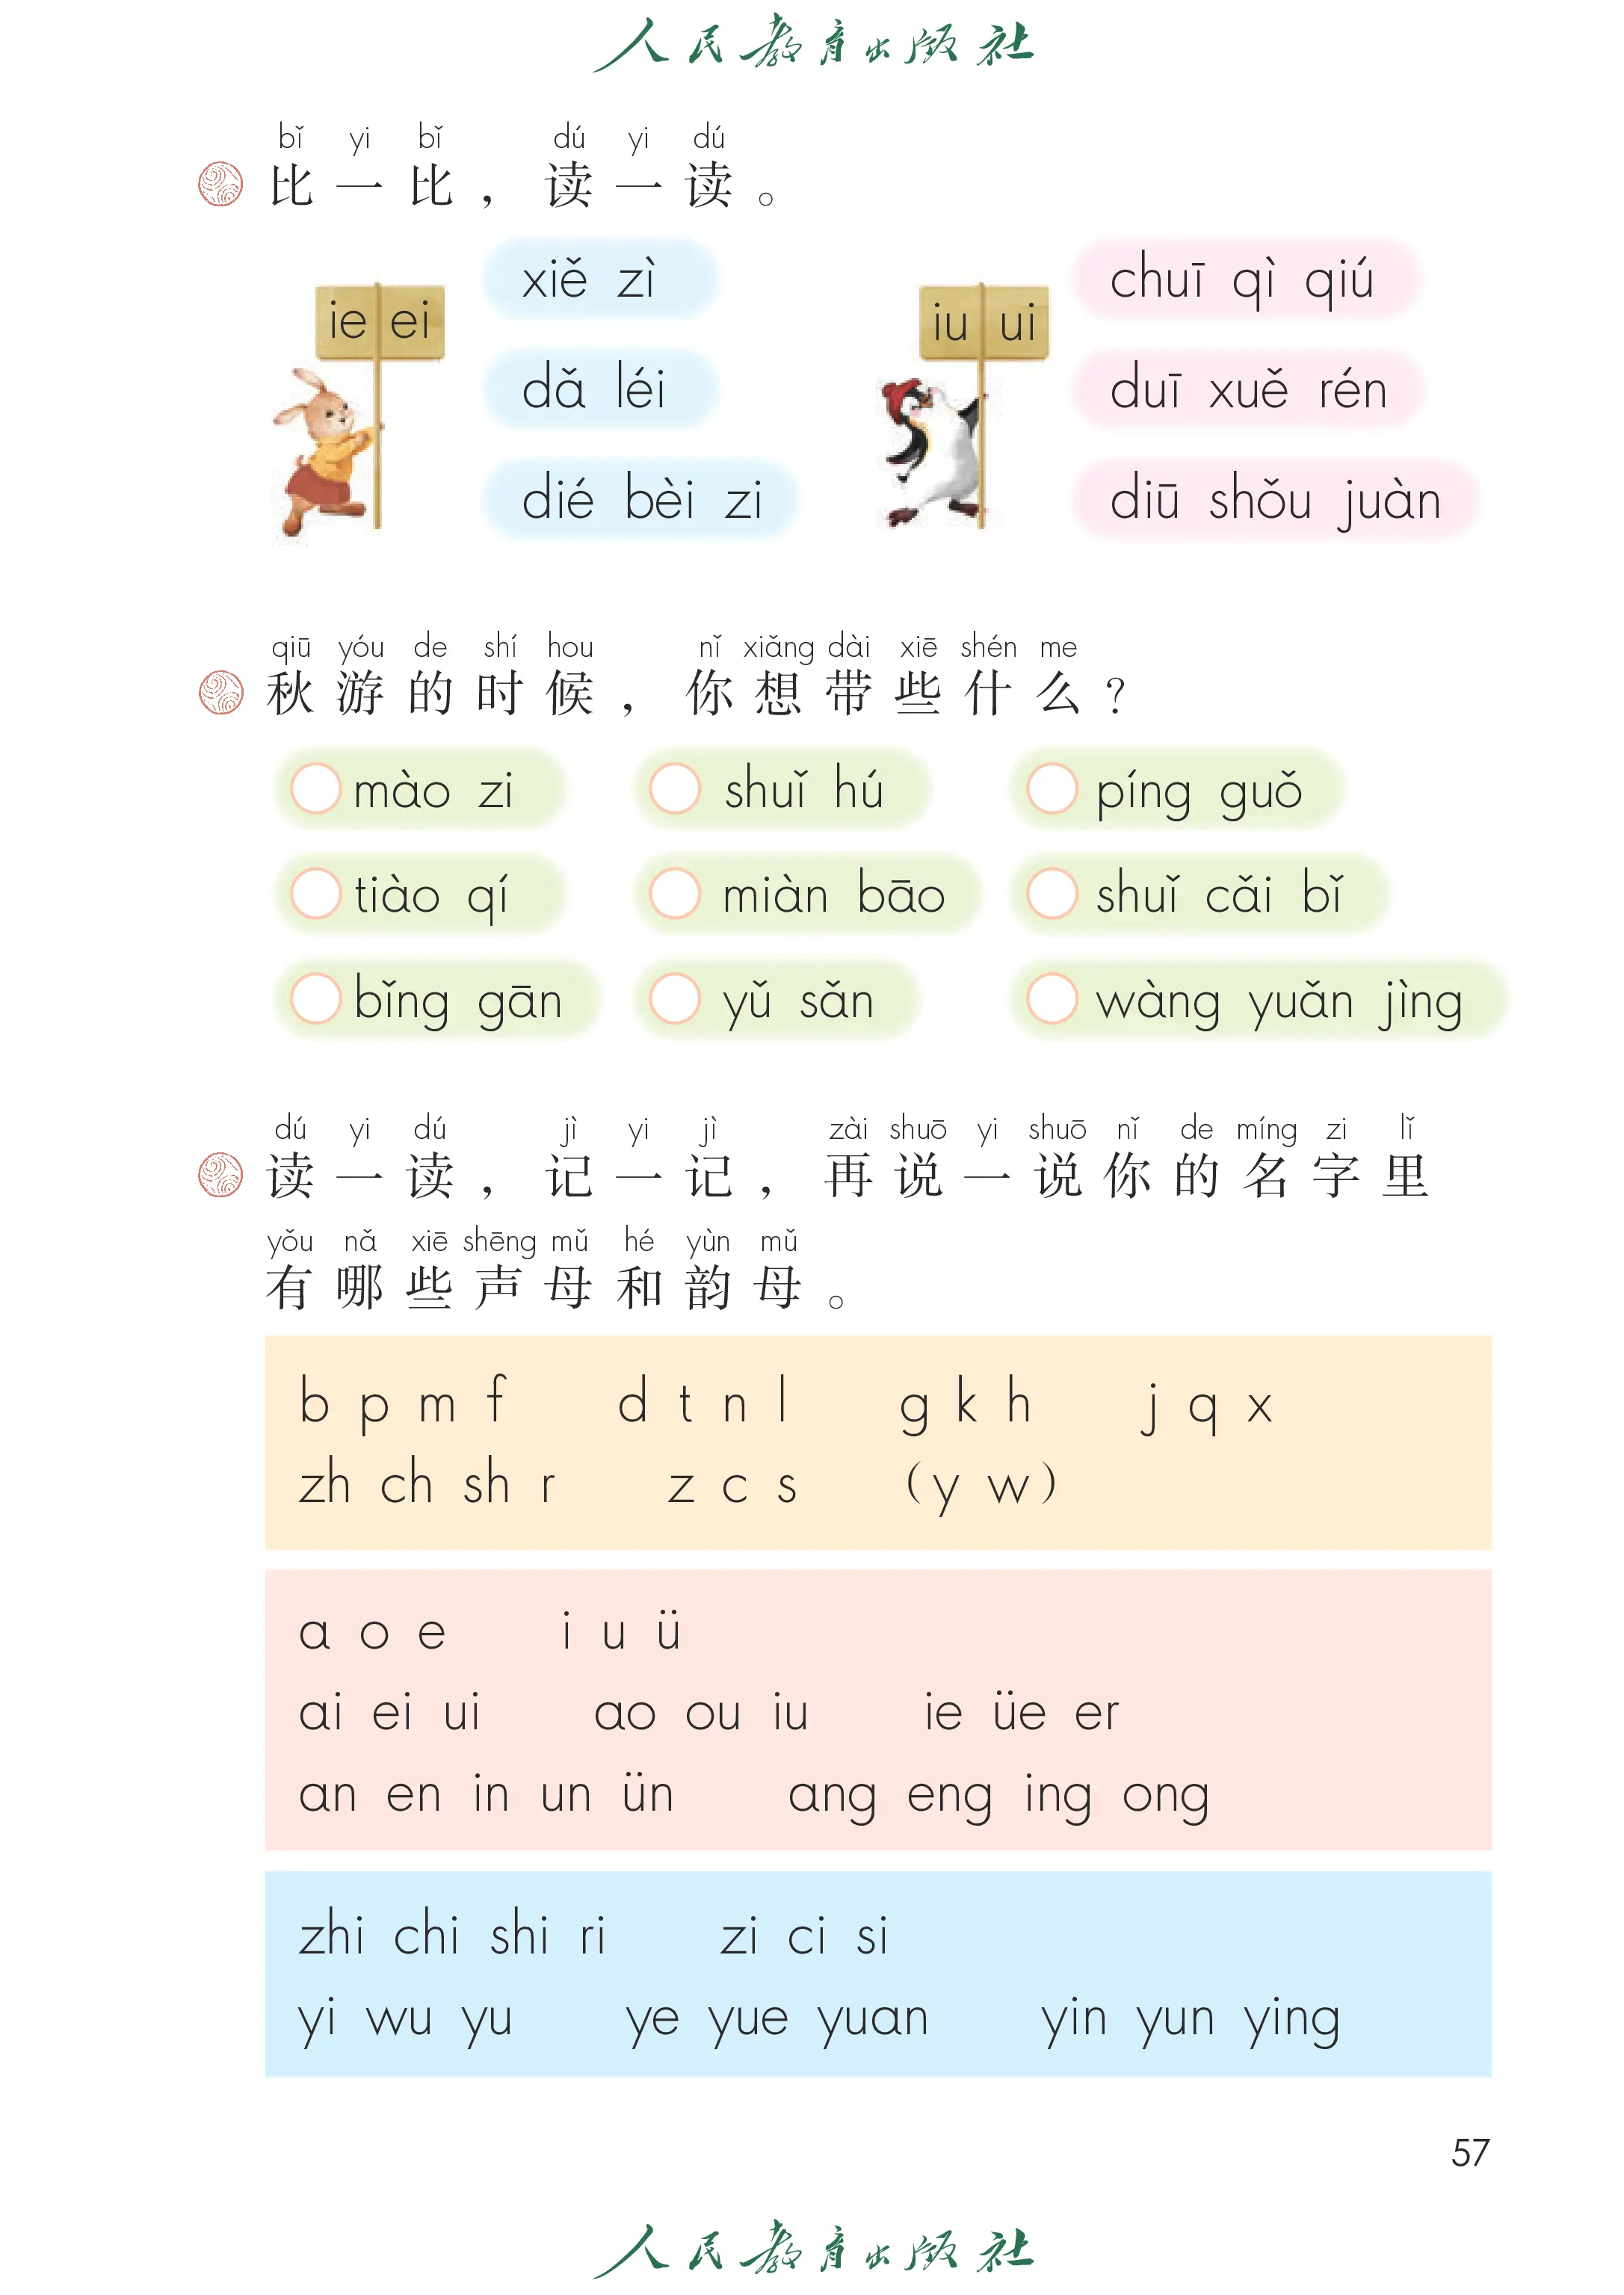 人民教育出版社
bǐ yi bǐ dú yi dú
比一比，读一读。
ie ei
xiě zì
dǎ léi
dié bèi zi
iu ui
chuī qì qiú
duī xuě rén
diū shǒu juàn
qiū yóu de shí hou nǐ xiǎng dài xiē shén me
秋游的时候，你想带些什么？
mào zi shuǐ hú píng guǒ
tiào qí miàn bāo shuǐ cǎi bǐ
bǐng gān yǔ sǎn wàng yuǎn jìng
dú yi dú jì yi jì zài shuō yi shuō nǐ de míng zi lǐ
读一读，记一记，再说一说你的名字里
yǒu nǎ xiē shēng mǔ hé yùn mǔ
有哪些声母和韵母。
b p m f d t n l g k h j q x
zh ch sh r z c s （y w）
a o e i u ü
ai ei ui ao ou iu ie üe er
an en in un ün ang eng ing ong
zhi chi shi ri zi ci si
yi wu yu ye yue yuan yin yun ying
57
人民教育出版社